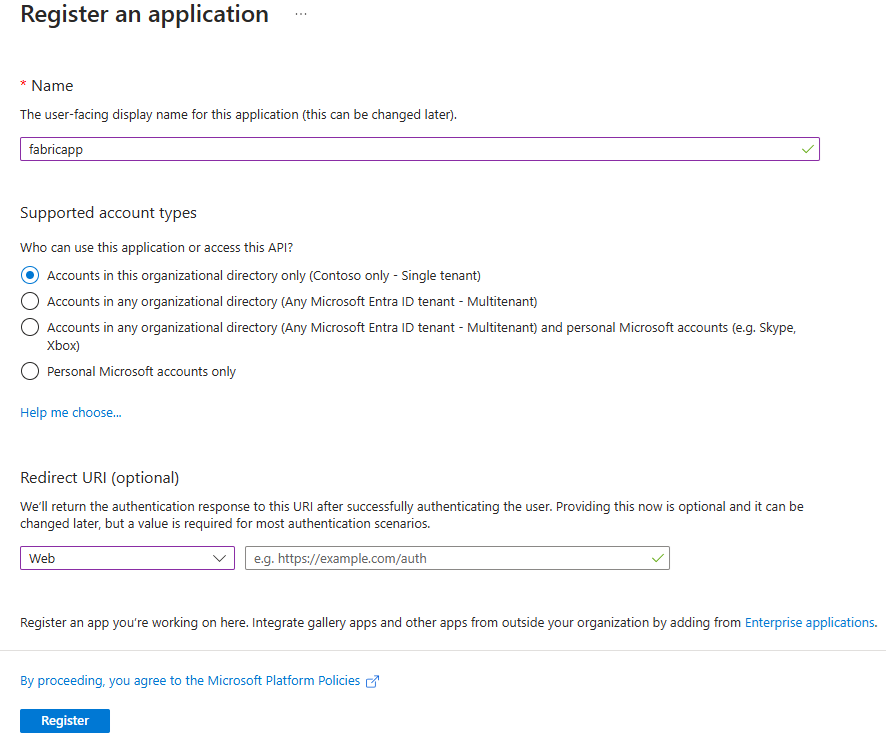 Register an application ...
* Name
The user-facing display name for this application (this can be changed later).
fabricapp
Supported account types
Who can use this application or access this API?
Accounts in this organizational directory only (Contoso only - Single tenant)
Accounts in any organizational directory (Any Microsoft Entra ID tenant - Multitenant)
Accounts in any organizational directory (Any Microsoft Entra ID tenant - Multitenant) and personal Microsoft accounts (e.g. Skype,
Xbox)
Personal Microsoft accounts only
Help me choose...
Redirect URI (optional)
We'll return the authentication response to this URI after successfully authenticating the user. Providing this now is optional and it can be
changed later, but a value is required for most authentication scenarios.
Web e.g. https://example.com/auth
Register an app you're working on here. Integrate gallery apps and other apps from outside your organization by adding from Enterprise applications.
By proceeding, you agree to the Microsoft Platform Policies
Register